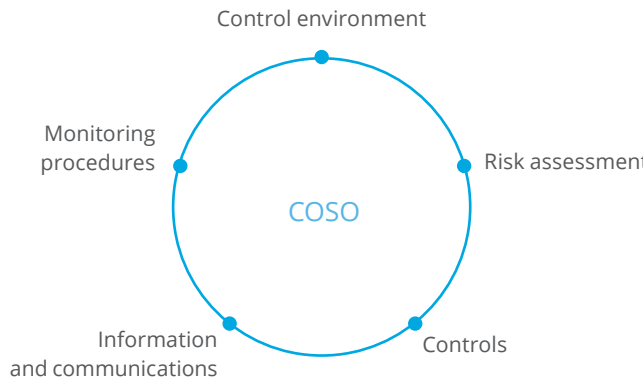 Control environment
Monitoring
procedures
Risk assessment
COSO
Information
and communications
Controls